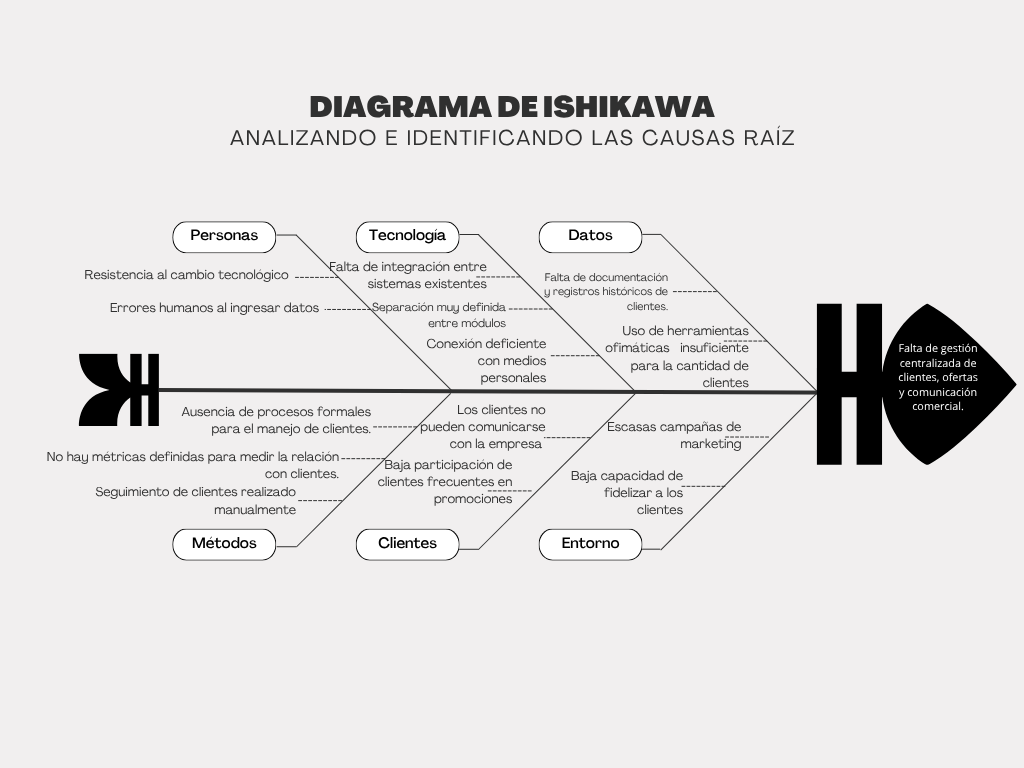 DIAGRAMA DE ISHIKAWA
ANALIZANDO E IDENTIFICANDO LAS CAUSAS RAÍZ
Personas
Resistencia al cambio tecnológico
Errores humanos al ingresar datos
Tecnología
Falta de integración entre
sistemas existentes
Separación muy definida
entre módulos
Conexión deficiente
con medios
personales
Datos
Falta de documentación
y registros históricos de
clientes.
Uso de herramientas
ofimáticas insuficiente
para la cantidad de
clientes
Falta de gestión
centralizada de
clientes, ofertas
y comunicación
comercial.
Ausencia de procesos formales
para el manejo de clientes.
No hay métricas definidas para medir la relación
con clientes.
Seguimiento de clientes realizado
manualmente
Métodos
Los clientes no
pueden comunicarse
con la empresa
Baja participación de
clientes frecuentes en
promociones
Clientes
Escasas campañas de
marketing
Baja capacidad de
fidelizar a los
clientes
Entorno